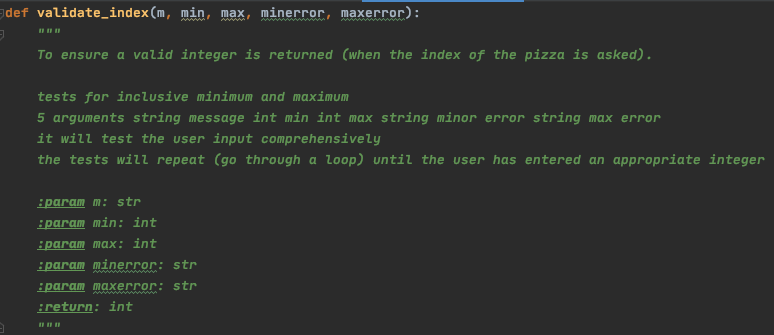 def validate_index(m, min, max, minerror, maxerror):
"""
To ensure a valid integer is returned (when the index of the pizza is asked).
tests for inclusive minimum and maximum
5 arguments string message int min int max string minor error string max error
it will test the user input comprehensively
the tests will repeat (go through a loop) until the user has entered an appropriate integer
:param m: str
:param min: int
:param max: int
:param minerror: str
:param maxerror: str
:return: int
"""